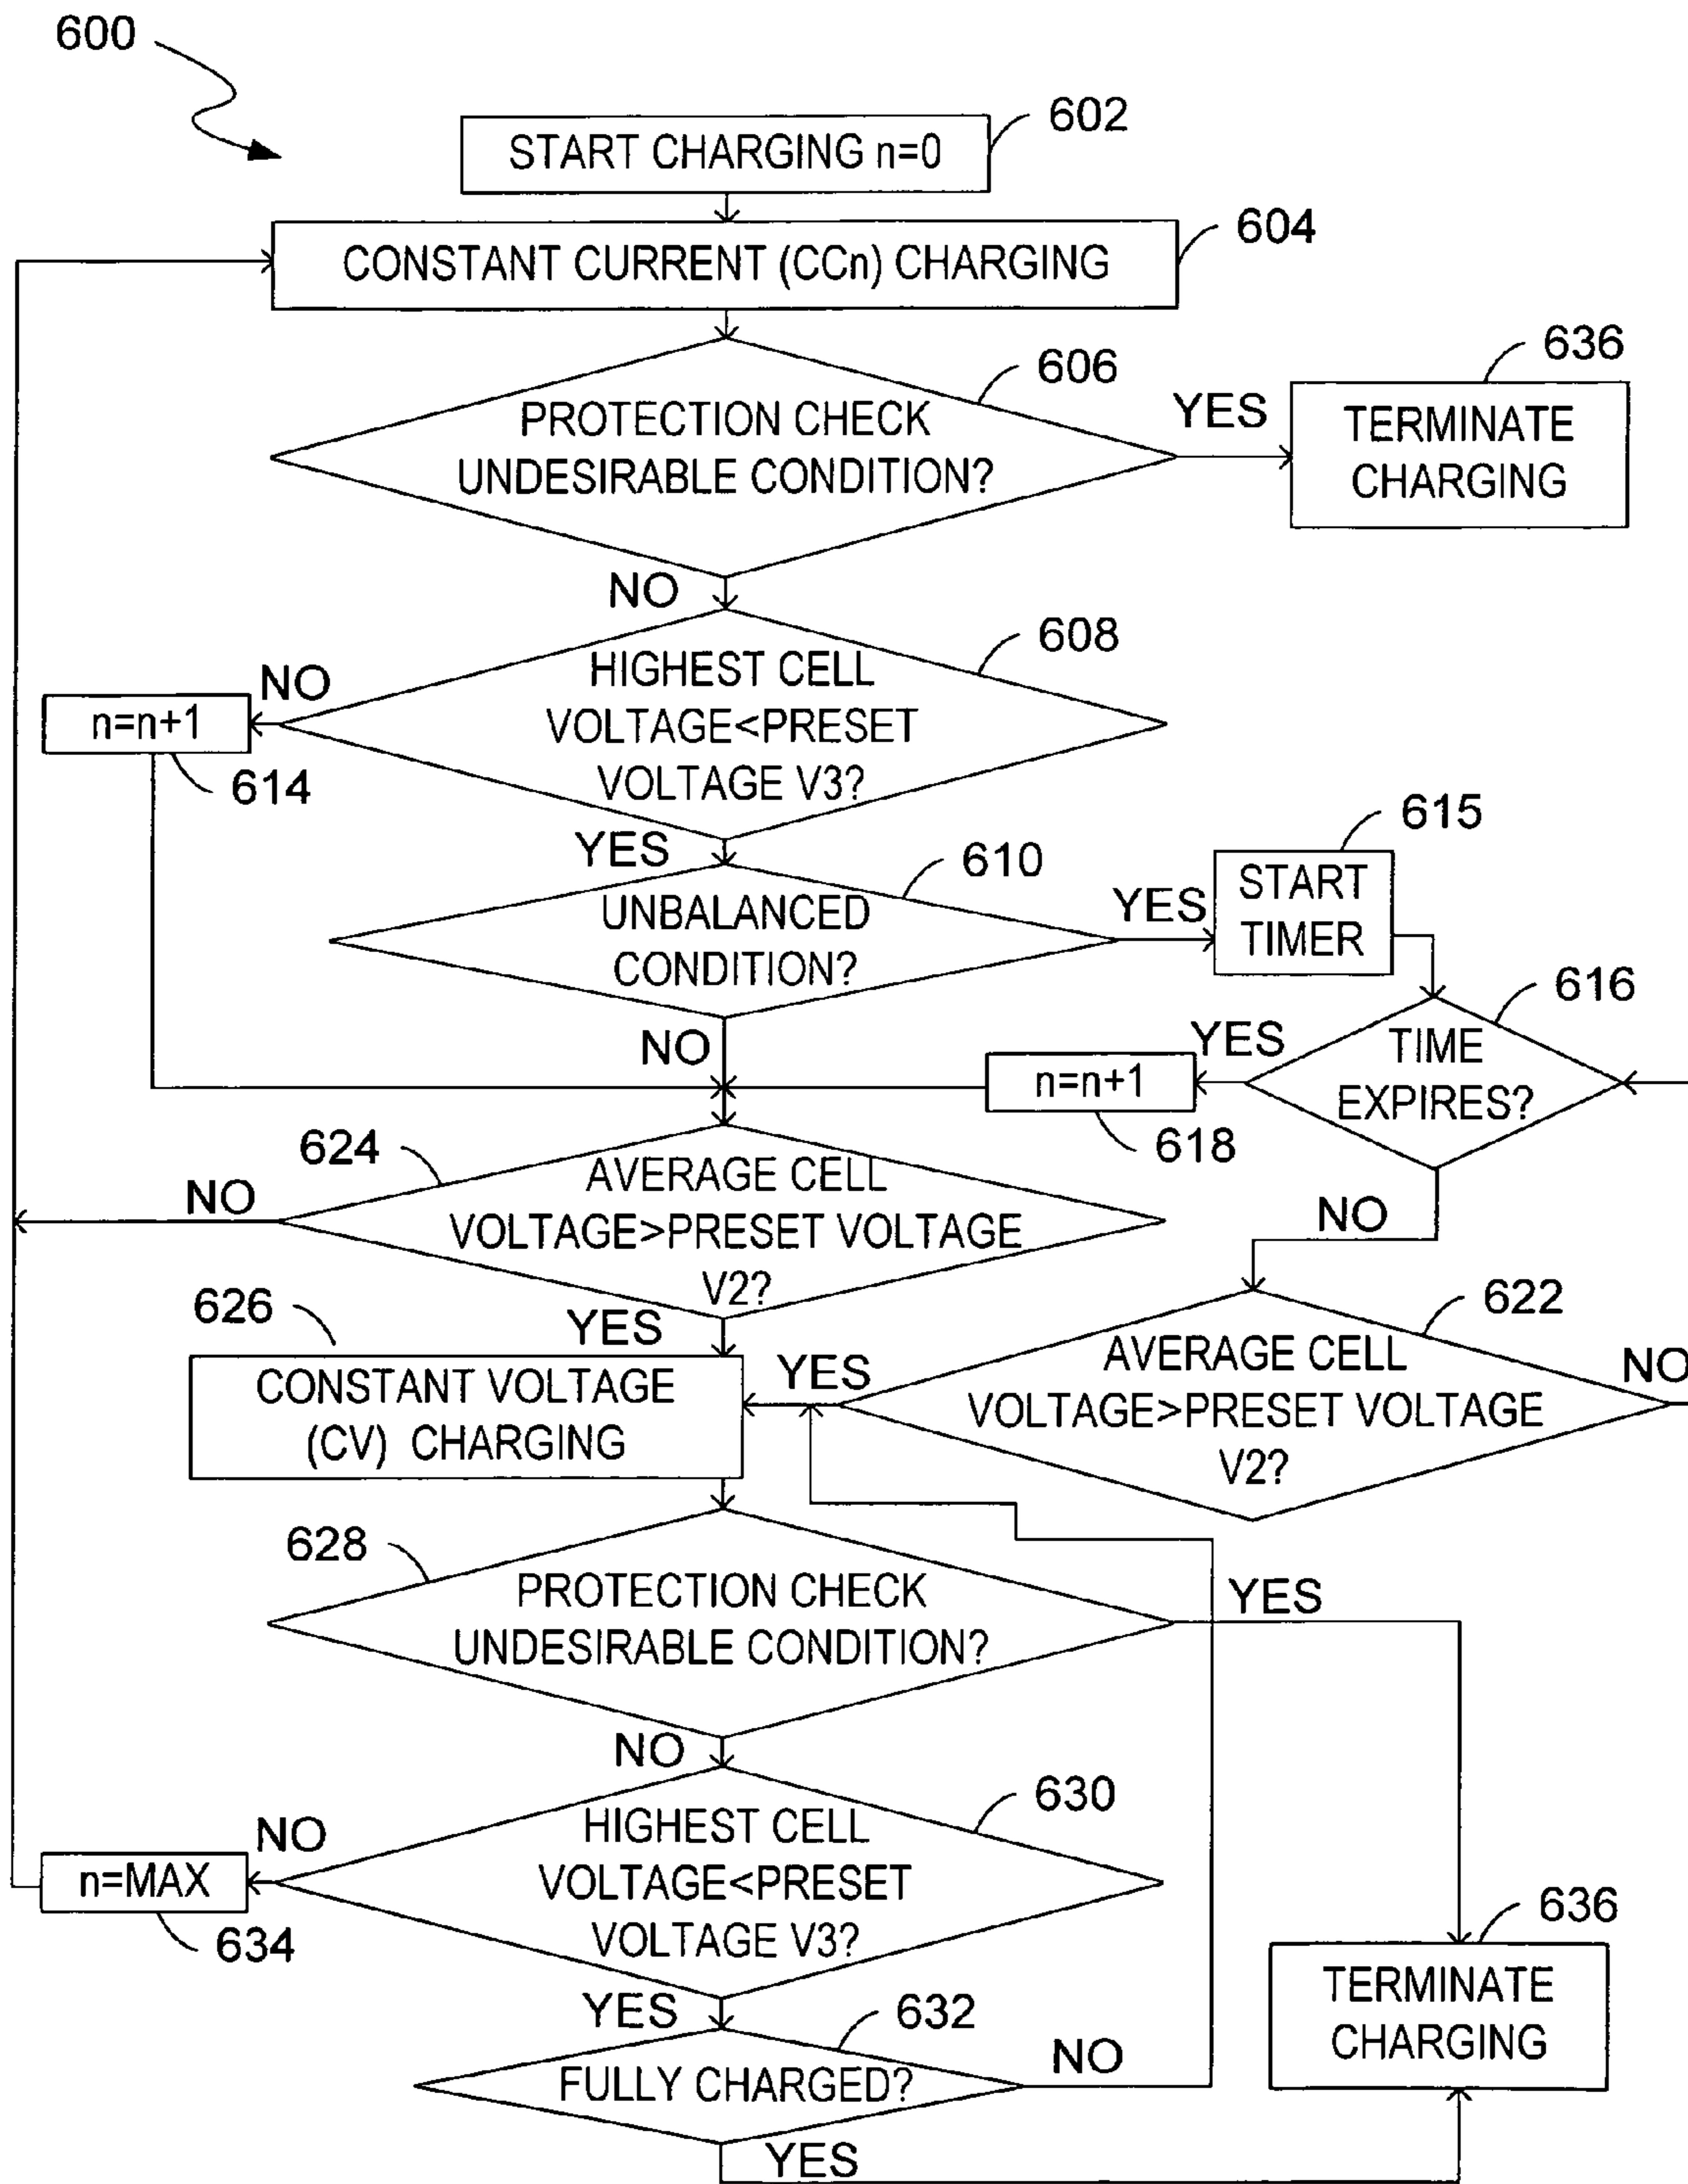 600
602
START CHARGING n=0
604
CONSTANT CURRENT (CCn) CHARGING
606
PROTECTION CHECK
UNDESIRABLE CONDITION?
YES
636
TERMINATE
CHARGING
NO
608
HIGHEST CELL
VOLTAGE<PRESET
VOLTAGE V3?
NO
n=n+1
614
YES
610
UNBALANCED
CONDITION?
YES
615
START
TIMER
616
TIME
EXPIRES?
YES
n=n+1
618
NO
NO
624
AVERAGE CELL
VOLTAGE>PRESET VOLTAGE
V2?
NO
YES
622
AVERAGE CELL
VOLTAGE>PRESET VOLTAGE
V2?
NO
YES
626
CONSTANT VOLTAGE
(CV) CHARGING
628
PROTECTION CHECK
UNDESIRABLE CONDITION?
YES
NO
630
HIGHEST CELL
VOLTAGE<PRESET
VOLTAGE V3?
NO
n=MAX
634
YES
632
FULLY CHARGED?
NO
YES
636
TERMINATE
CHARGING